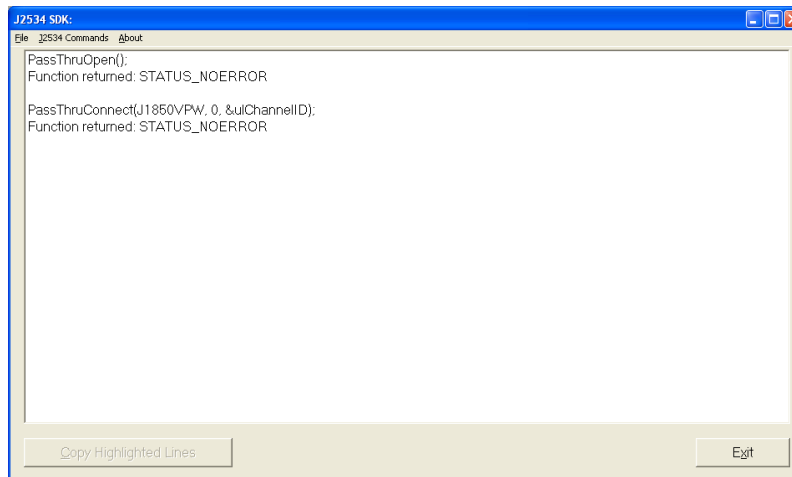 J2534 SDK:
File J2534 Commands About
PassThruOpen();
Function returned: STATUS_NOERROR
PassThruConnect(J1850VPW, 0, &ulChannelID);
Function returned: STATUS_NOERROR
Copy Highlighted Lines Exit